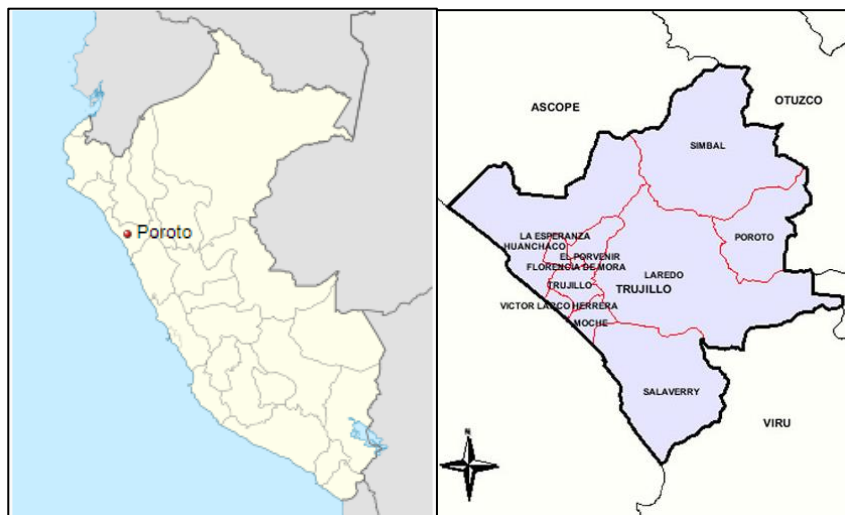 Poroto
ASCOPE
OTUZCO
SIMBAL
LA ESPERANZA
HUANCHACO
POROTO
EL PORVENIR
FLORENCIA DE MORA
LAREDO
TRUJILLO
TRUJILLO
VICTOR LARCO HERRERA
MOCHE
SALAVERRY
VIRU
N